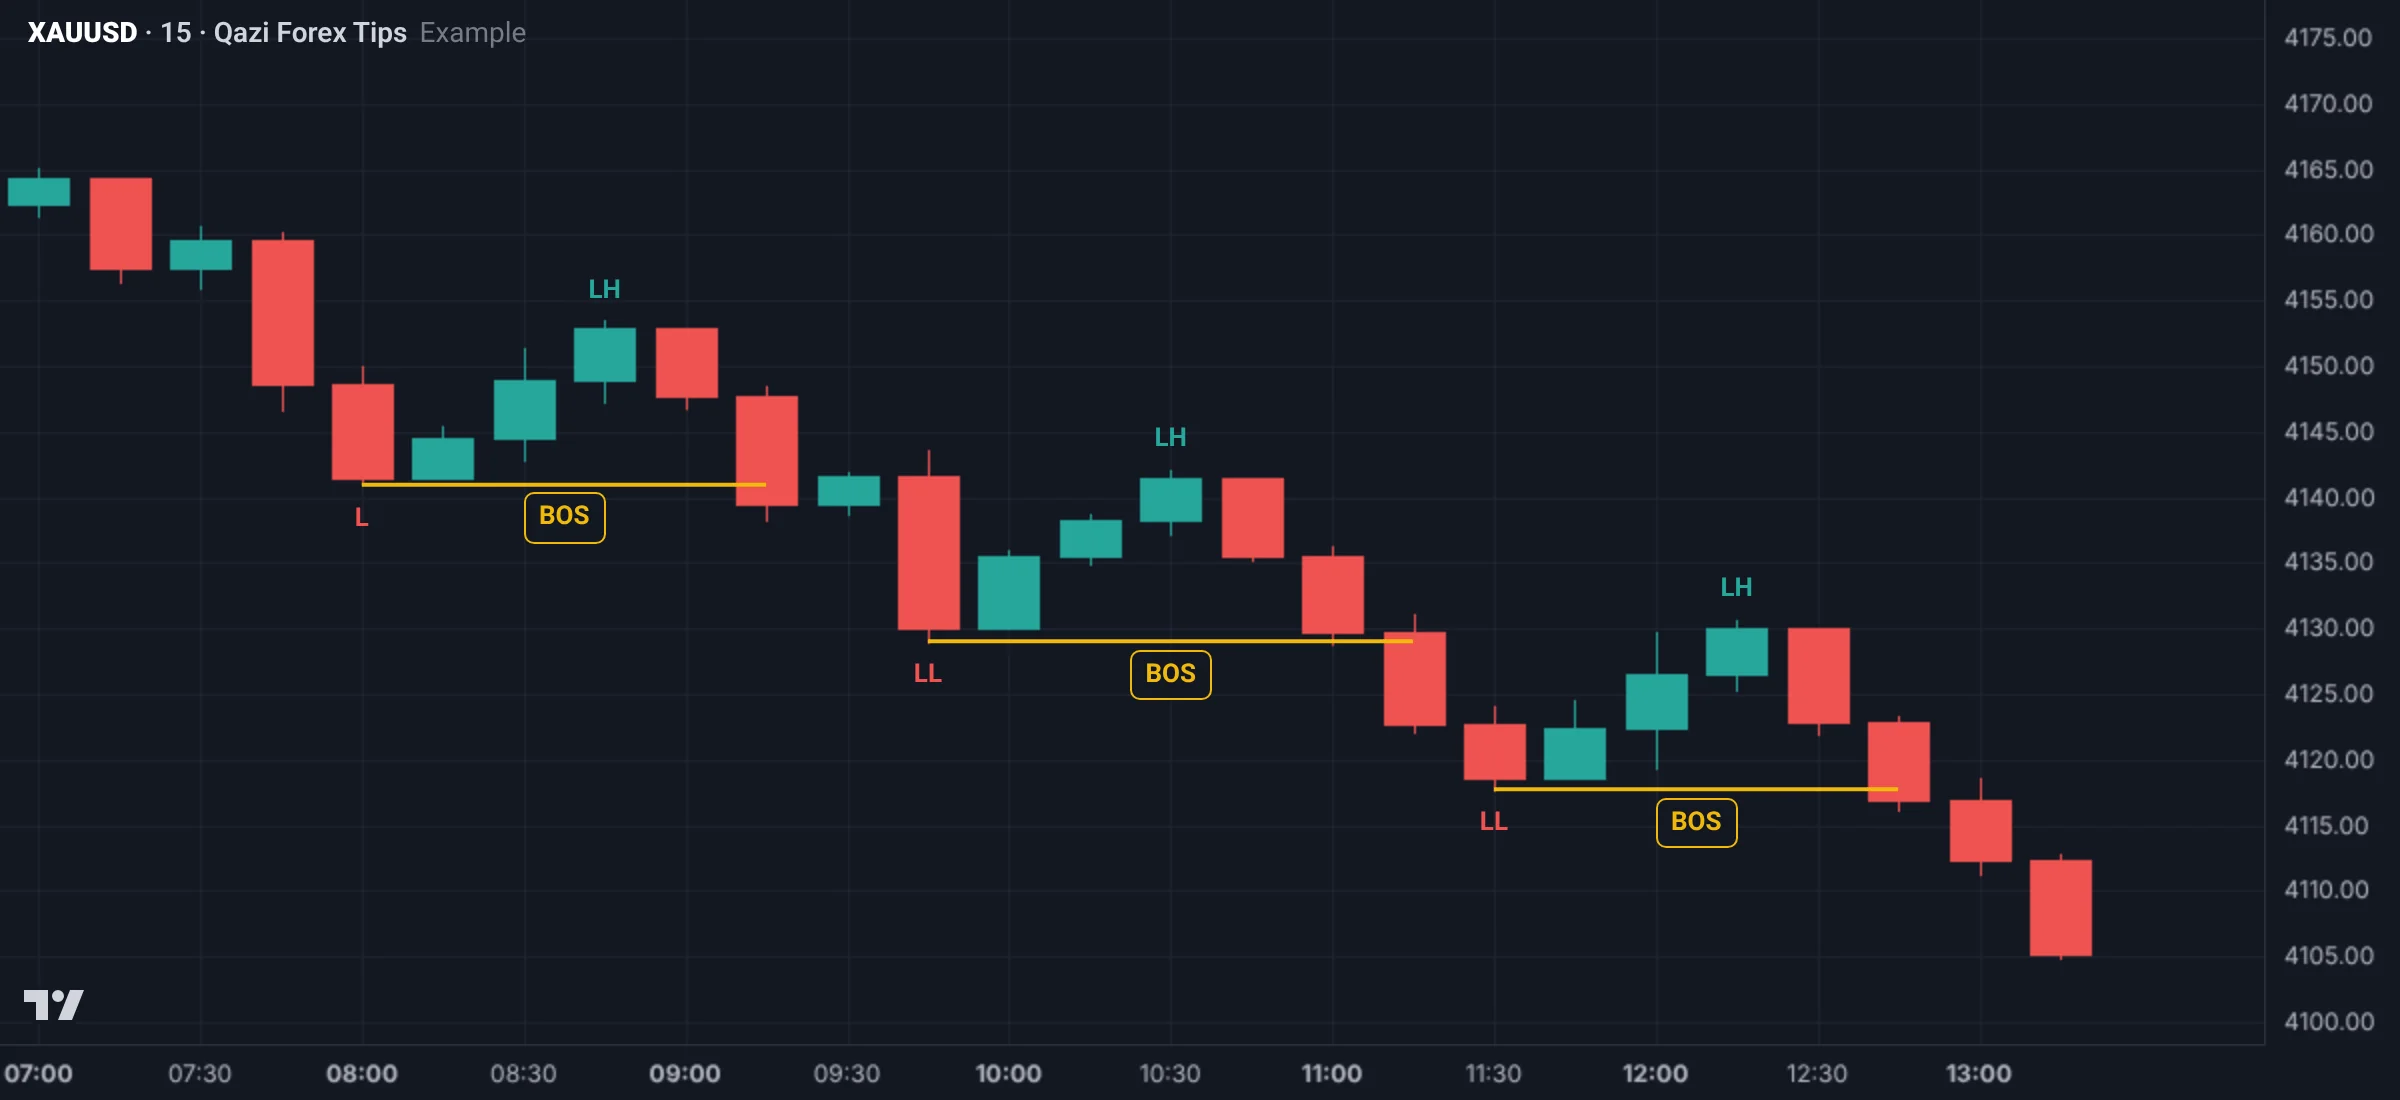 XAUUSD · 15 · Qazi Forex Tips Example
4175.00
4170.00
4165.00
4160.00
4155.00
4150.00
4145.00
4140.00
4135.00
4130.00
4125.00
4120.00
4115.00
4110.00
4105.00
4100.00
LH
L
BOS
LH
LL
BOS
LH
LL
BOS
07:00 07:30 08:00 08:30 09:00 09:30 10:00 10:30 11:00 11:30 12:00 12:30 13:00